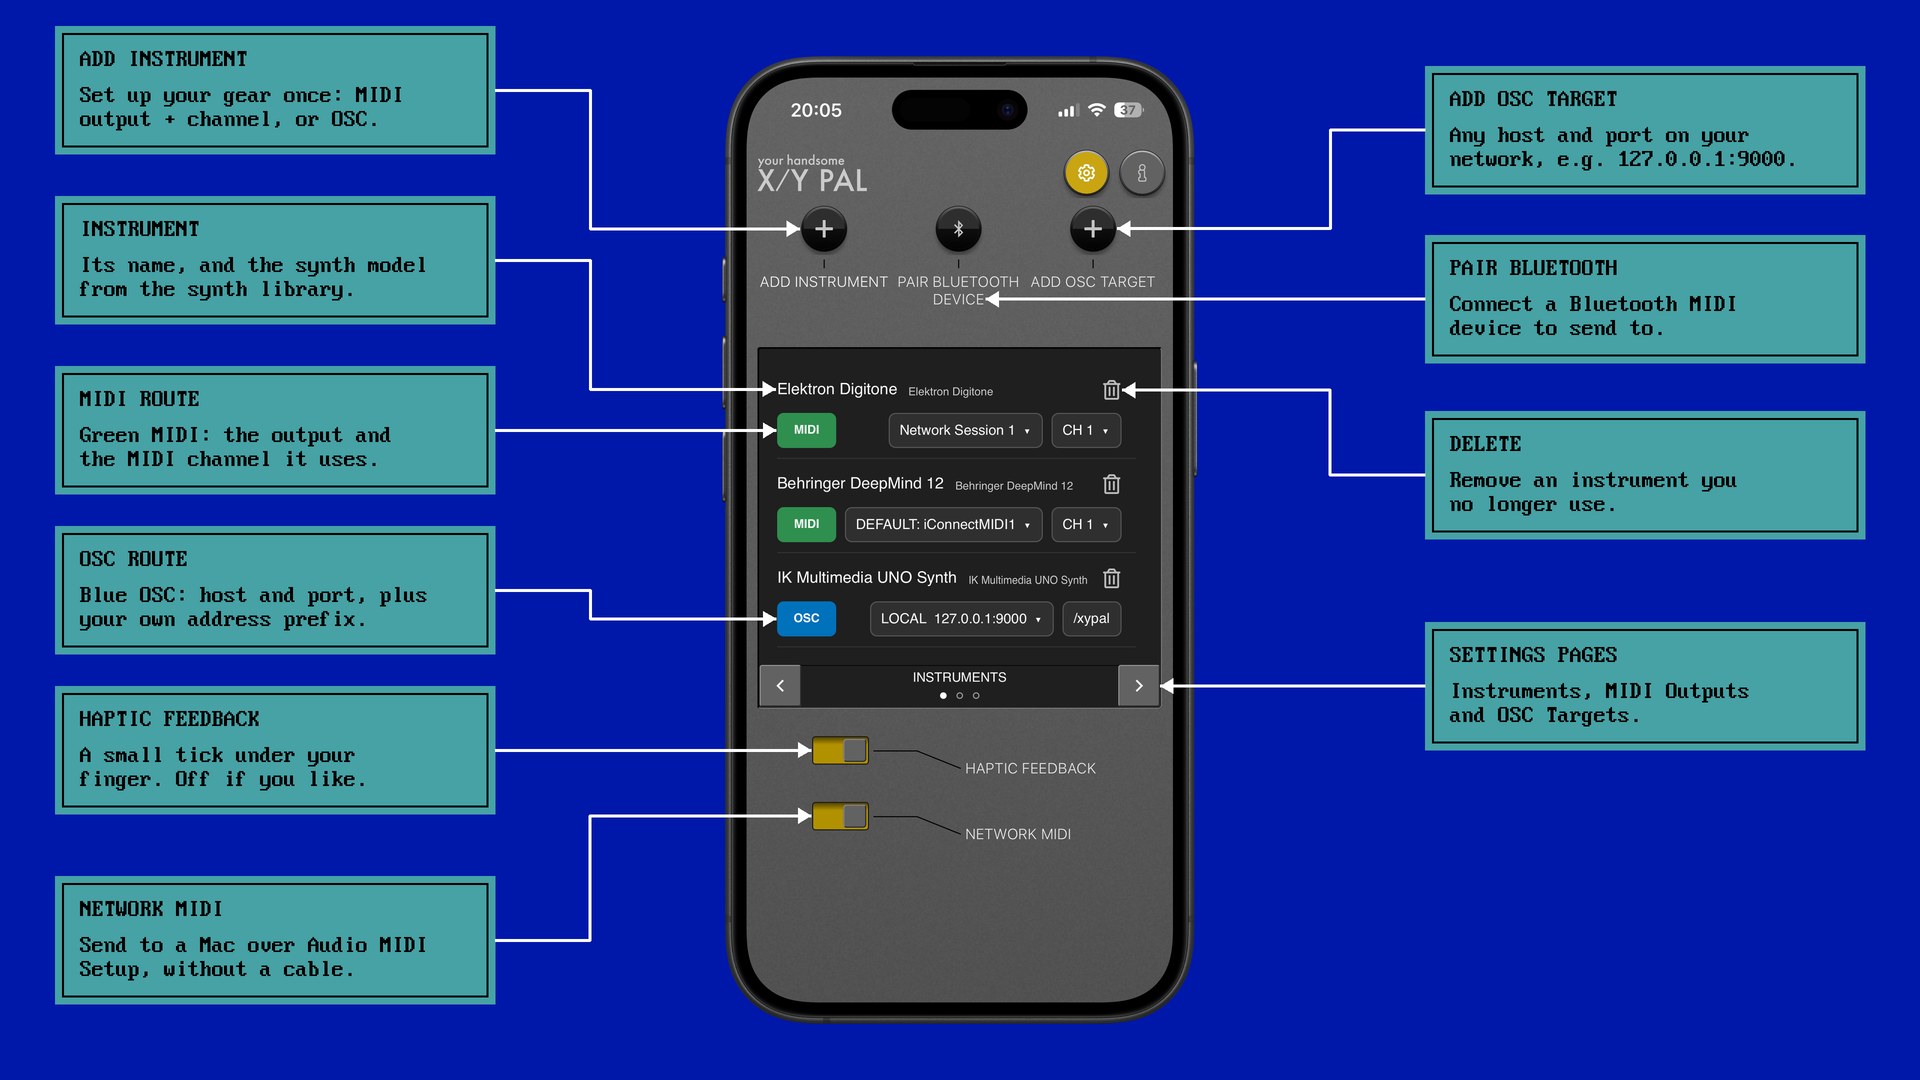 ADD INSTRUMENT
Set up your gear once: MIDI
output + channel, or OSC.
INSTRUMENT
Its name, and the synth model
from the synth library.
MIDI ROUTE
Green MIDI: the output and
the MIDI channel it uses.
OSC ROUTE
Blue OSC: host and port, plus
your own address prefix.
HAPTIC FEEDBACK
A small tick under your
finger. Off if you like.
NETWORK MIDI
Send to a Mac over Audio MIDI
Setup, without a cable.
20:05
37
your handsome
X/Y PAL
ADD INSTRUMENT
PAIR BLUETOOTH
DEVICE
ADD OSC TARGET
Elektron Digitone Elektron Digitone
MIDI Network Session 1 CH 1
Behringer DeepMind 12 Behringer DeepMind 12
MIDI DEFAULT: iConnectMIDI1 CH 1
IK Multimedia UNO Synth IK Multimedia UNO Synth
OSC LOCAL 127.0.0.1:9000 /xypal
INSTRUMENTS
HAPTIC FEEDBACK
NETWORK MIDI
ADD OSC TARGET
Any host and port on your
network, e.g. 127.0.0.1:9000.
PAIR BLUETOOTH
Connect a Bluetooth MIDI
device to send to.
DELETE
Remove an instrument you
no longer use.
SETTINGS PAGES
Instruments, MIDI Outputs
and OSC Targets.